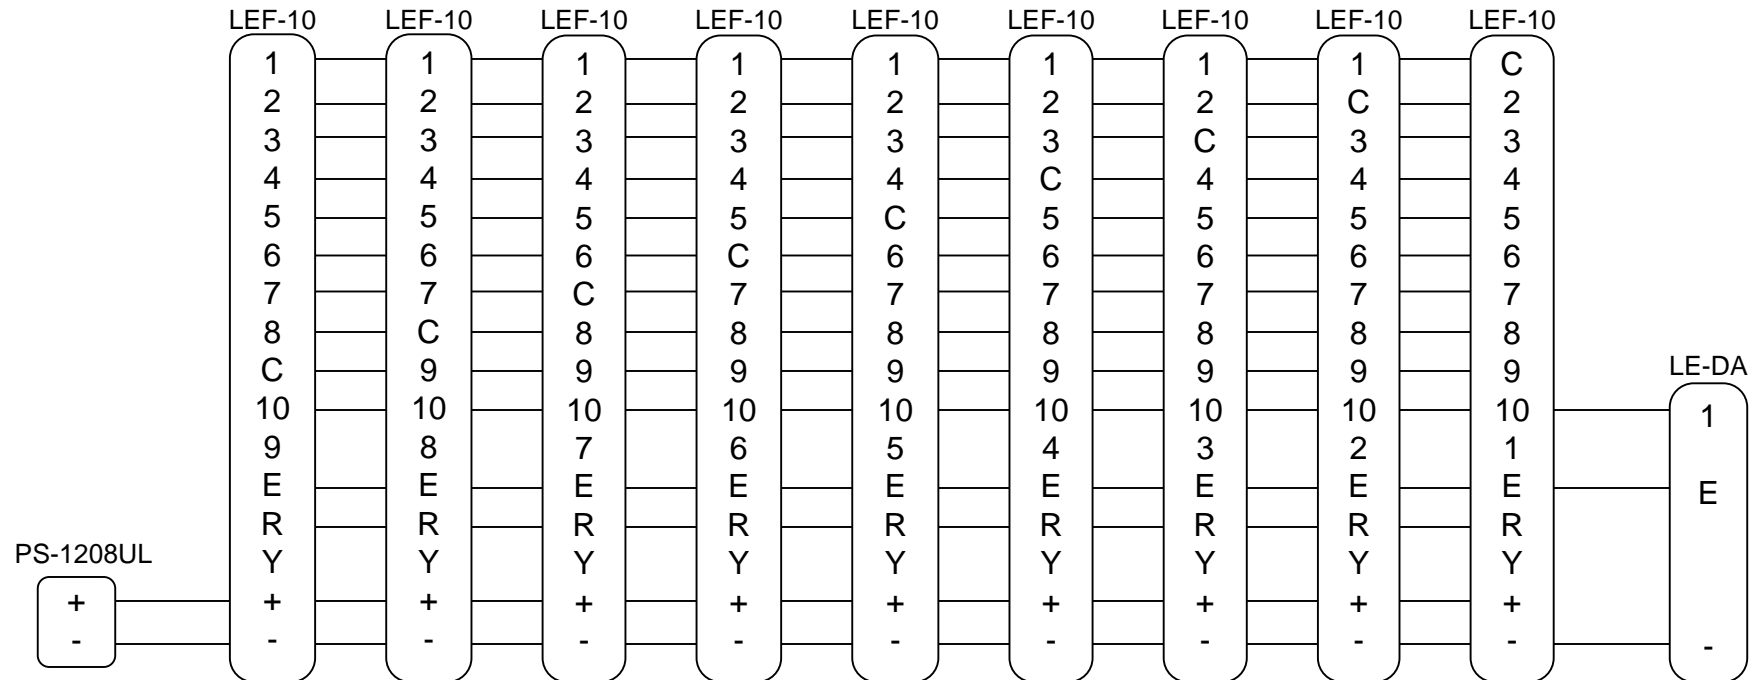 LEF-10 LEF-10 LEF-10 LEF-10 LEF-10 LEF-10 LEF-10 LEF-10 LEF-10
1 1 1 1 1 1 1 1 C
2 2 2 2 2 2 2 C 2
3 3 3 3 3 3 C 3 3
4 4 4 4 4 C 4 4 4
5 5 5 5 C 5 5 5 5
6 6 6 C 6 6 6 6 6
7 7 C 7 7 7 7 7 7
8 C 8 8 8 8 8 8 8
C 9 9 9 9 9 9 9 9 LE-DA
10 10 10 10 10 10 10 10 10 1
9 8 7 6 5 4 3 2 1
E E E E E E E E E E
R R R R R R R R R
PS-1208UL Y Y Y Y Y Y Y Y Y
+ + + + + + + + + +
- - - - - - - - - - -